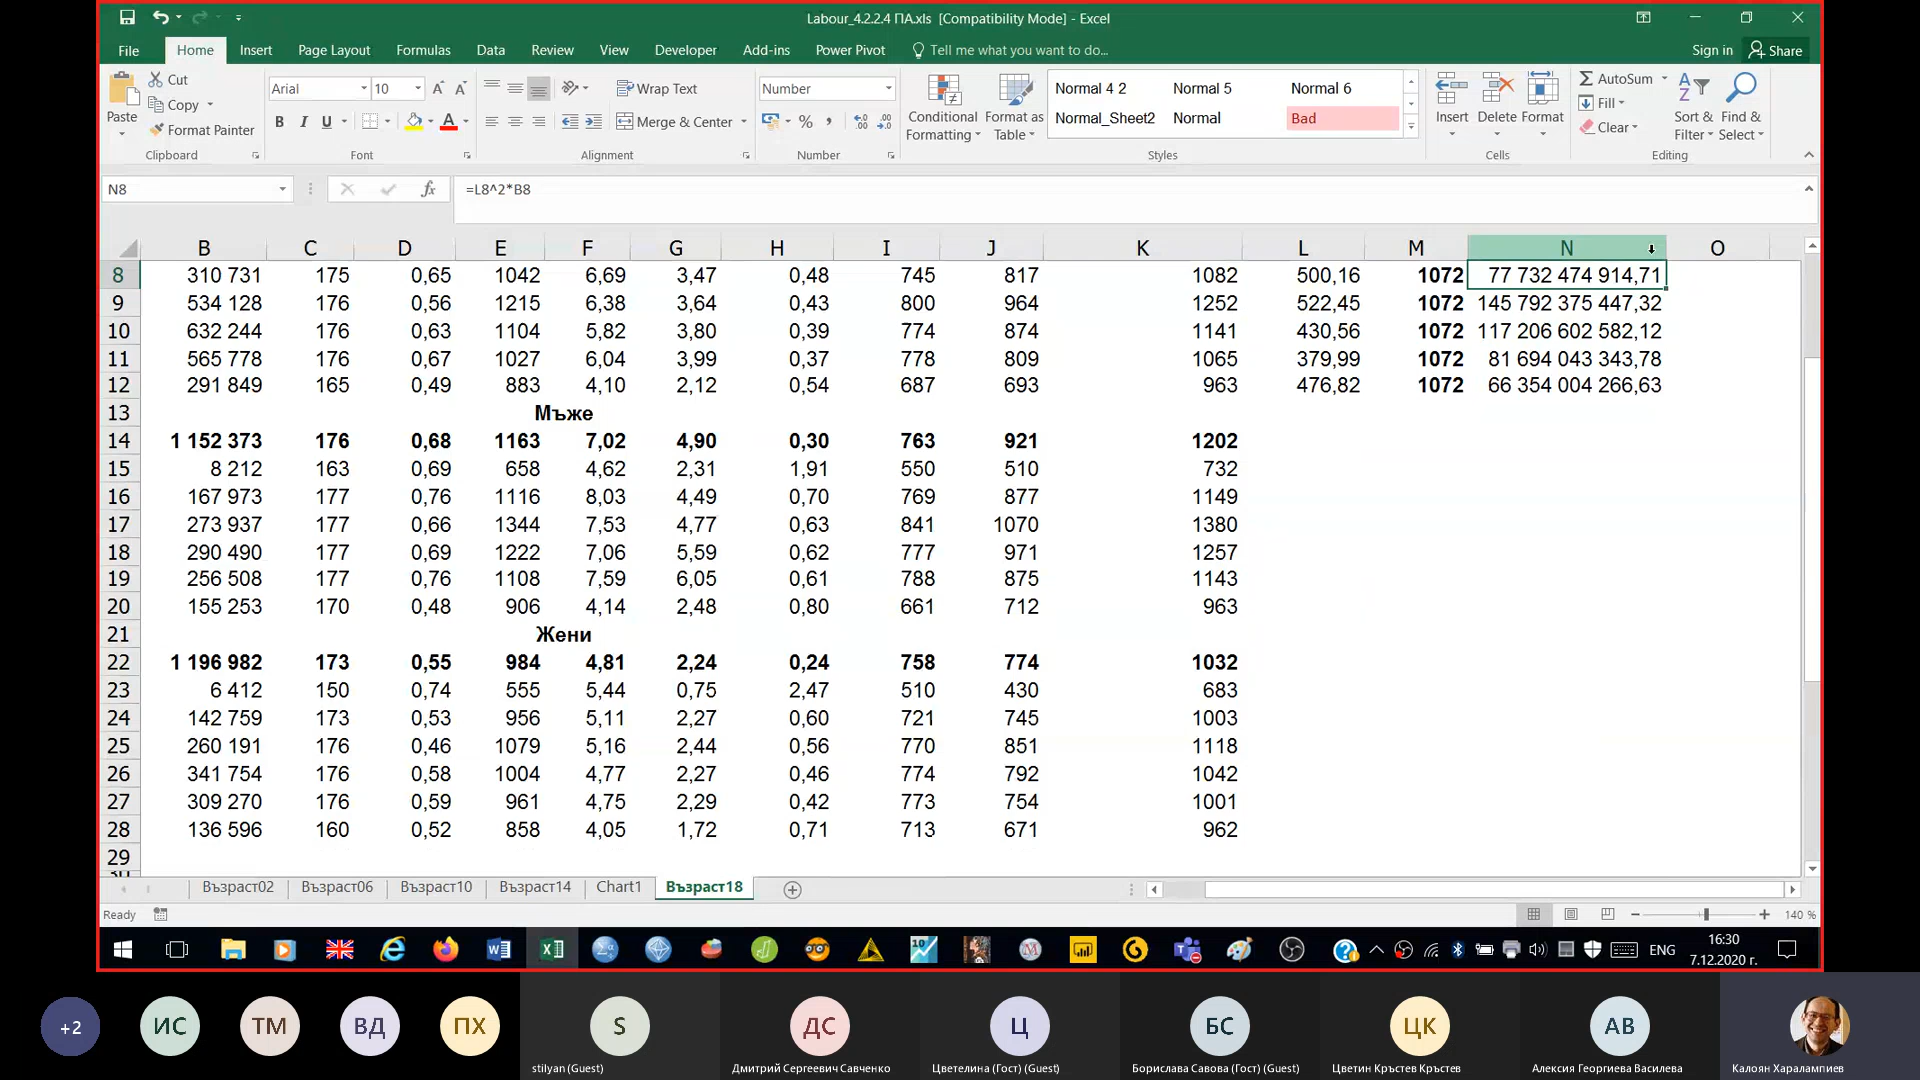 Labour_4.2.2.4 ПА.xls [Compatibility Mode] - Excel
File Home Insert Page Layout Formulas Data Review View Developer Add-ins Power Pivot Tell me what you want to do... Sign in Share
Paste Cut Copy Format Painter Clipboard
Arial 10 B I U Font
Wrap Text Merge & Center Alignment
Number % Number
Conditional Formatting Format as Table
Normal 4 2 Normal 5 Normal 6
Normal_Sheet2 Normal Bad
Styles
Insert Delete Format Cells
AutoSum Fill Clear Sort & Filter Find & Select Editing
N8 fx =L8^2*B8
B C D E F G H I J K L M N O
8 310 731 175 0,65 1042 6,69 3,47 0,48 745 817 1082 500,16 1072 77 732 474 914,71
9 534 128 176 0,56 1215 6,38 3,64 0,43 800 964 1252 522,45 1072 145 792 375 447,32
10 632 244 176 0,63 1104 5,82 3,80 0,39 774 874 1141 430,56 1072 117 206 602 582,12
11 565 778 176 0,67 1027 6,04 3,99 0,37 778 809 1065 379,99 1072 81 694 043 343,78
12 291 849 165 0,49 883 4,10 2,12 0,54 687 693 963 476,82 1072 66 354 004 266,63
13 Мъже
14 1 152 373 176 0,68 1163 7,02 4,90 0,30 763 921 1202
15 8 212 163 0,69 658 4,62 2,31 1,91 550 510 732
16 167 973 177 0,76 1116 8,03 4,49 0,70 769 877 1149
17 273 937 177 0,66 1344 7,53 4,77 0,63 841 1070 1380
18 290 490 177 0,69 1222 7,06 5,59 0,62 777 971 1257
19 256 508 177 0,76 1108 7,59 6,05 0,61 788 875 1143
20 155 253 170 0,48 906 4,14 2,48 0,80 661 712 963
21 Жени
22 1 196 982 173 0,55 984 4,81 2,24 0,24 758 774 1032
23 6 412 150 0,74 555 5,44 0,75 2,47 510 430 683
24 142 759 173 0,53 956 5,11 2,27 0,60 721 745 1003
25 260 191 176 0,46 1079 5,16 2,44 0,56 770 851 1118
26 341 754 176 0,58 1004 4,77 2,27 0,46 774 792 1042
27 309 270 176 0,59 961 4,75 2,29 0,42 773 754 1001
28 136 596 160 0,52 858 4,05 1,72 0,71 713 671 962
29
Възраст02 Възраст06 Възраст10 Възраст14 Chart1 Възраст18
Ready 140 %
ENG 16:30
7.12.2020 г.
+2 ИС ТМ ВД ПХ S ДС Ц БС ЦК АВ
stilyan (Guest) Дмитрий Сергеевич Савченко Цветелина (Гост) (Guest) Борислава Савова (Гост) (Guest) Цветин Кръстев Кръстев Алексия Георгиева Василева Калоян Харалампиев